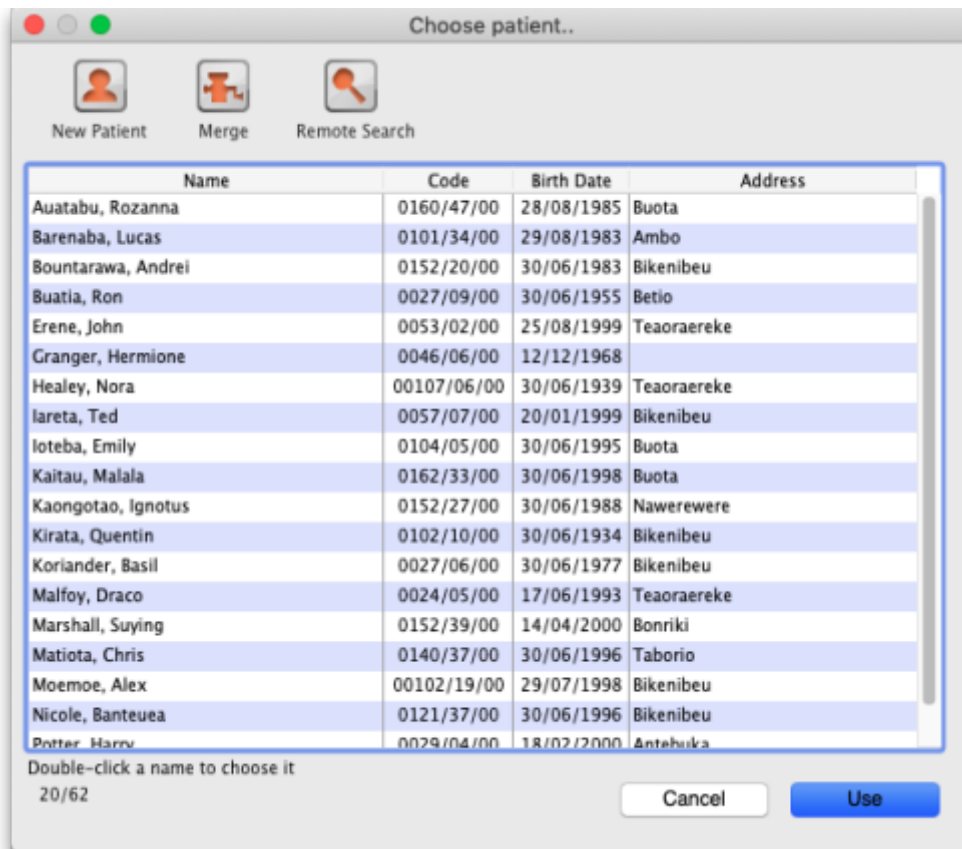 Choose patient..
New Patient Merge Remote Search
Name Code Birth Date Address
Auatabu, Rozanna 0160/47/00 28/08/1985 Buota
Barenaba, Lucas 0101/34/00 29/08/1983 Ambo
Bountarawa, Andrei 0152/20/00 30/06/1983 Bikenibeu
Buatia, Ron 0027/09/00 30/06/1955 Betio
Erene, John 0053/02/00 25/08/1999 Teaoraereke
Granger, Hermione 0046/06/00 12/12/1968
Healey, Nora 00107/06/00 30/06/1939 Teaoraereke
Iareta, Ted 0057/07/00 20/01/1999 Bikenibeu
Ioteba, Emily 0104/05/00 30/06/1995 Buota
Kaitau, Malala 0162/33/00 30/06/1998 Buota
Kaongotao, Ignotus 0152/27/00 30/06/1988 Nawerewere
Kirata, Quentin 0102/10/00 30/06/1934 Bikenibeu
Koriander, Basil 0027/06/00 30/06/1977 Bikenibeu
Malfoy, Draco 0024/05/00 17/06/1993 Teaoraereke
Marshall, Suying 0152/39/00 14/04/2000 Bonriki
Matiota, Chris 0140/37/00 30/06/1996 Taborio
Moemoe, Alex 00102/19/00 29/07/1998 Bikenibeu
Nicole, Banteuea 0121/37/00 30/06/1996 Bikenibeu
Potter, Harry 0029/04/00 18/02/2000 Antebuka
Double-click a name to choose it
20/62
Cancel Use